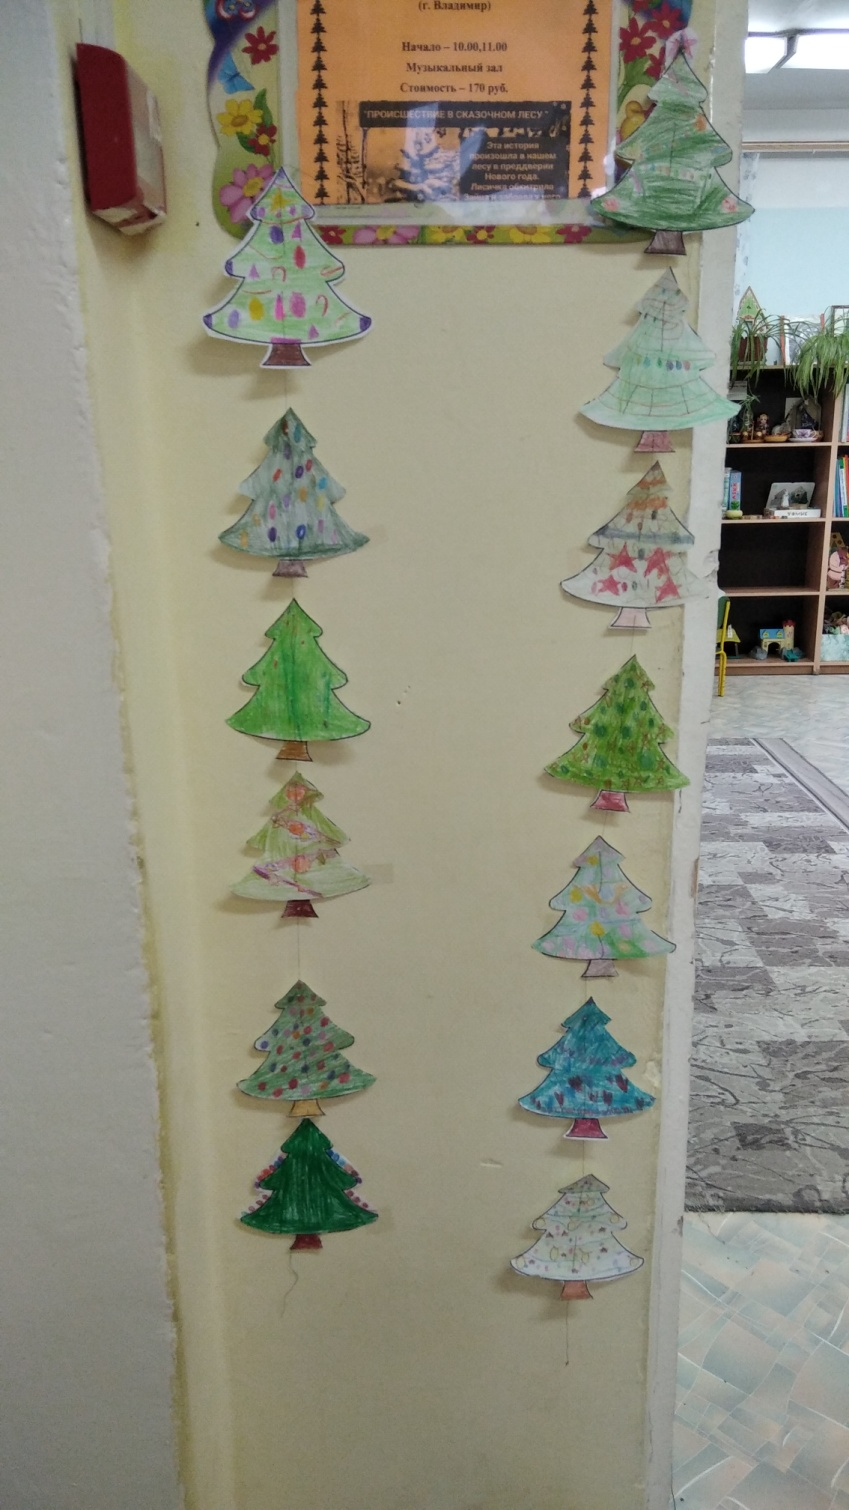 (г. Владимир)
Начало – 10.00,11.00
Музыкальный зал
Стоимость – 170 руб.
"ПРОИСШЕСТВИЕ В СКАЗОЧНОМ ЛЕСУ"
Эта история
произошла в нашем
лесу в преддверии
Нового года.
Лисичка обхитрила